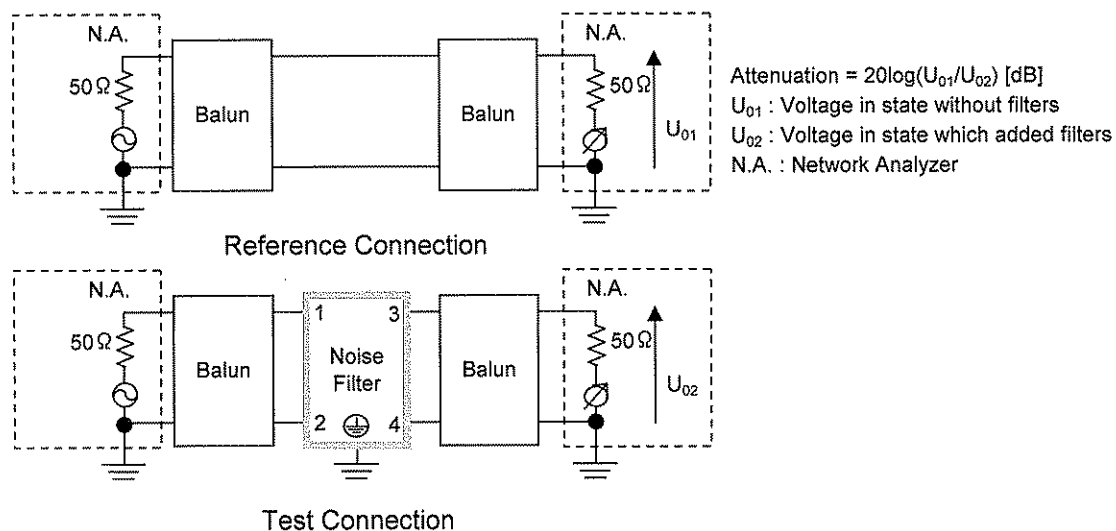 N.A.
50Ω
Balun
Balun
N.A.
50Ω
U01
Attenuation = 20log(U01/U02) [dB]
U01 : Voltage in state without filters
U02 : Voltage in state which added filters
N.A. : Network Analyzer
Reference Connection
N.A.
50Ω
Balun
1 3
Noise
Filter
2 4
Balun
N.A.
50Ω
U02
Test Connection